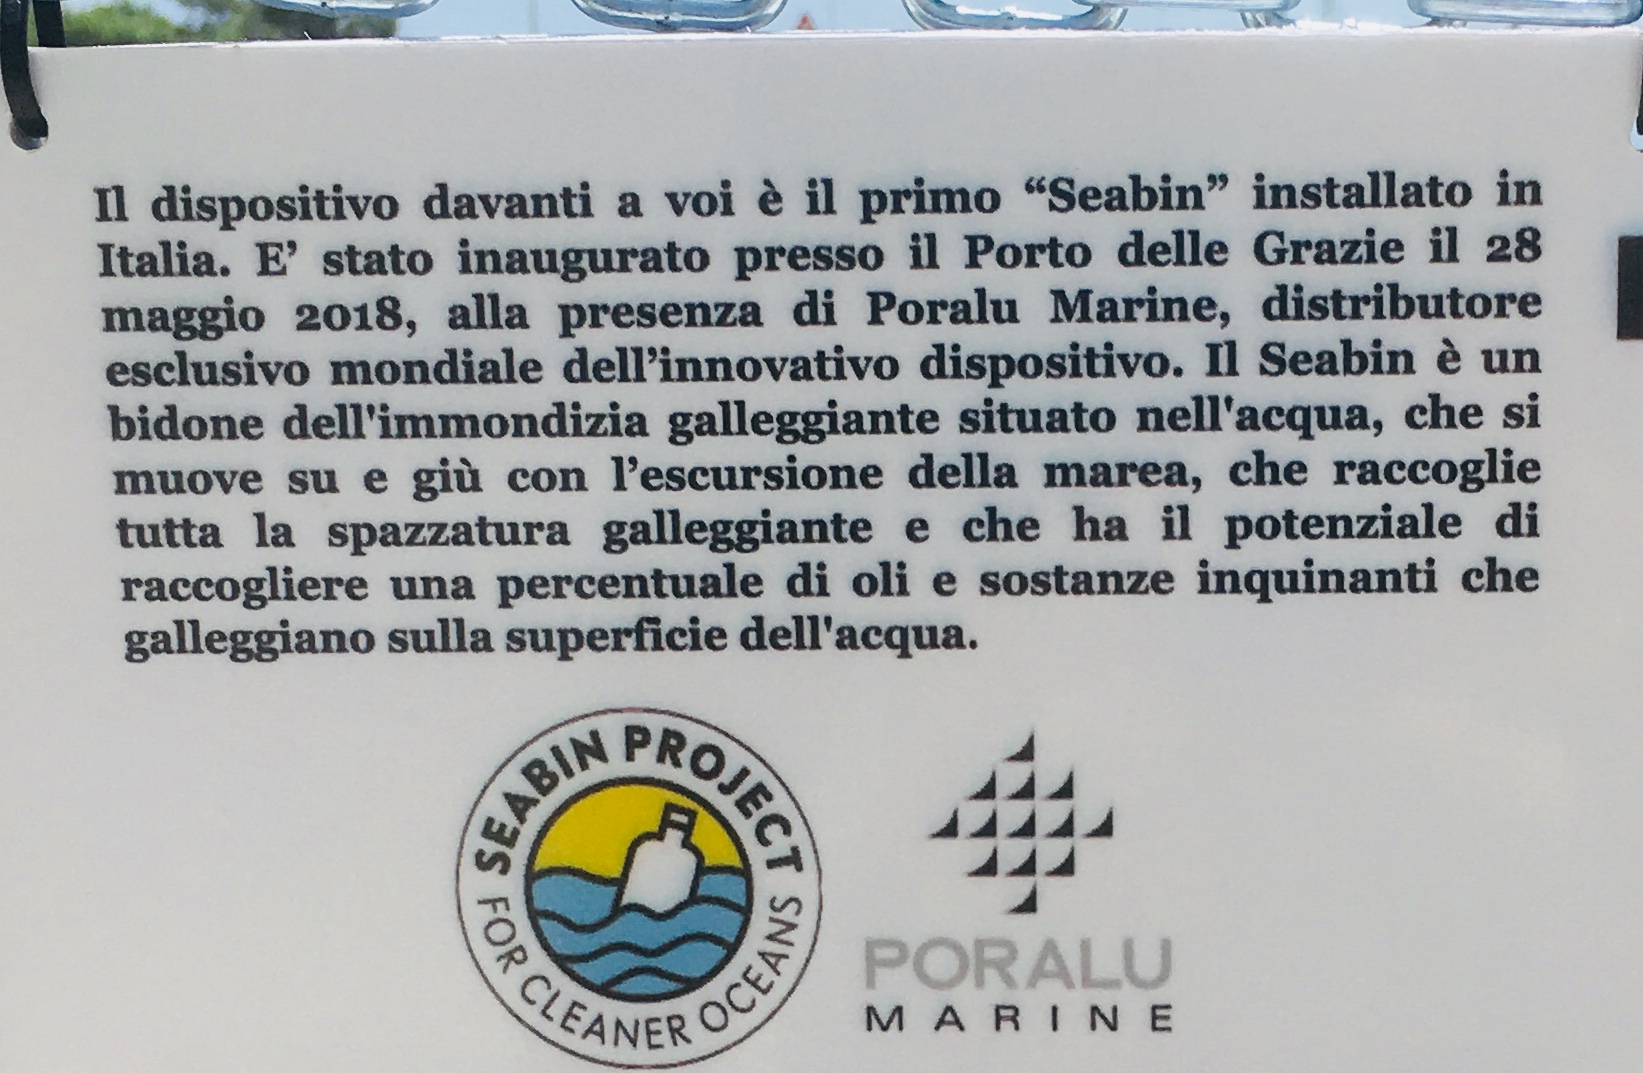 Il dispositivo davanti a voi è il primo “Seabin” installato in
Italia. E’ stato inaugurato presso il Porto delle Grazie il 28
maggio 2018, alla presenza di Poralu Marine, distributore
esclusivo mondiale dell’innovativo dispositivo. Il Seabin è un
bidone dell'immondizia galleggiante situato nell'acqua, che si
muove su e giù con l’escursione della marea, che raccoglie
tutta la spazzatura galleggiante e che ha il potenziale di
raccogliere una percentuale di oli e sostanze inquinanti che
galleggiano sulla superficie dell'acqua.
SEABIN PROJECT
FOR CLEANER OCEANS
PORALU
MARINE